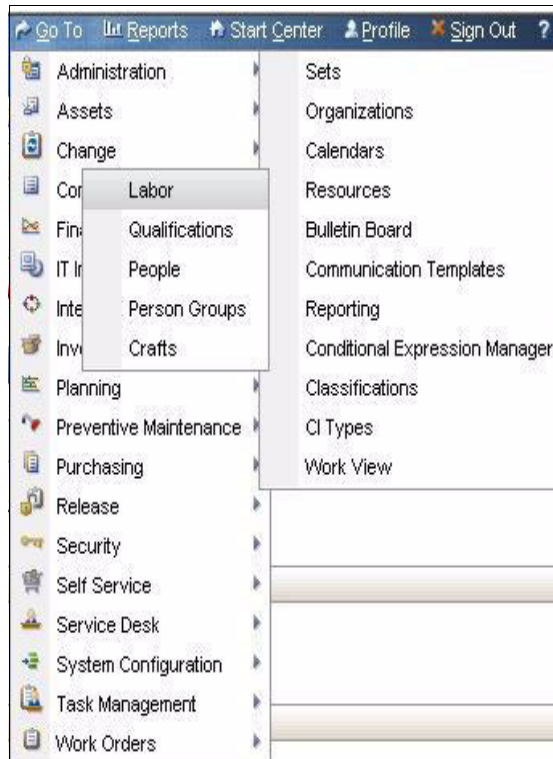 Go To Reports Start Center Profile Sign Out ?
Administration
Assets
Change
Planning
Preventive Maintenance
Purchasing
Release
Security
Self Service
Service Desk
System Configuration
Task Management
Work Orders
Sets
Organizations
Calendars
Resources
Bulletin Board
Communication Templates
Reporting
Conditional Expression Manager
Classifications
CI Types
Work View
Labor
Qualifications
People
Person Groups
Crafts